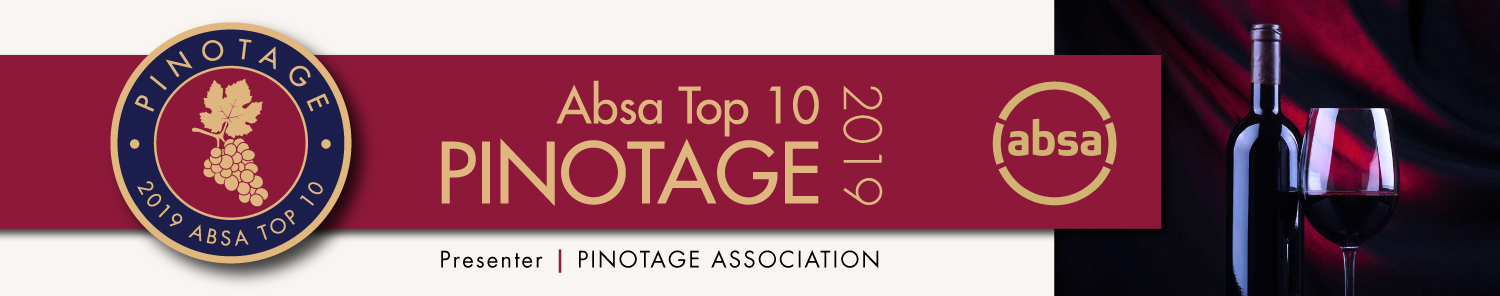 PINOTAGE
2019 ABSA TOP 10
Absa Top 10
PINOTAGE
2019
absa
Presenter | PINOTAGE ASSOCIATION